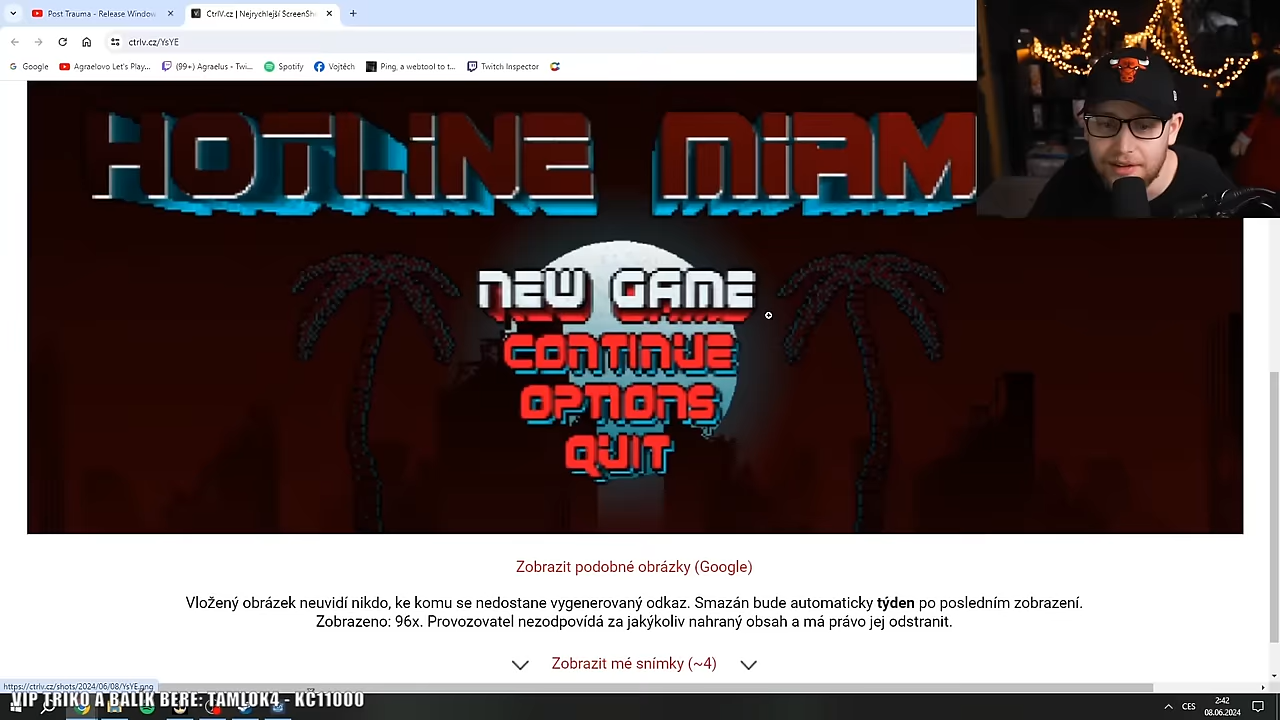 Post Trauma - Release Window
CtrlV.cz | Nejrychlejší ScreenSh
ctrlv.cz/YsYE
Google
Agraelovo Let's Play...
(99+) Agraelus - Twi...
Spotify
Vojtěch
Ping, a webtool to t...
Twitch Inspector
HOTLINE MIAM
NEW GAME
CONTINUE
OPTIONS
QUIT
Zobrazit podobné obrázky (Google)
Vložený obrázek neuvidí nikdo, ke komu se nedostane vygenerovaný odkaz. Smazán bude automaticky týden po posledním zobrazení.
Zobrazeno: 96x. Provozovatel nezodpovídá za jakýkoliv nahraný obsah a má právo jej odstranit.
Zobrazit mé snímky (~4)
https://ctrlv.cz/shots/2024/06/08/YsYE.png
VIP TRIKO A BALIK BERE: TAMLOK4 - KC11000
CES
2:42
08.06.2024